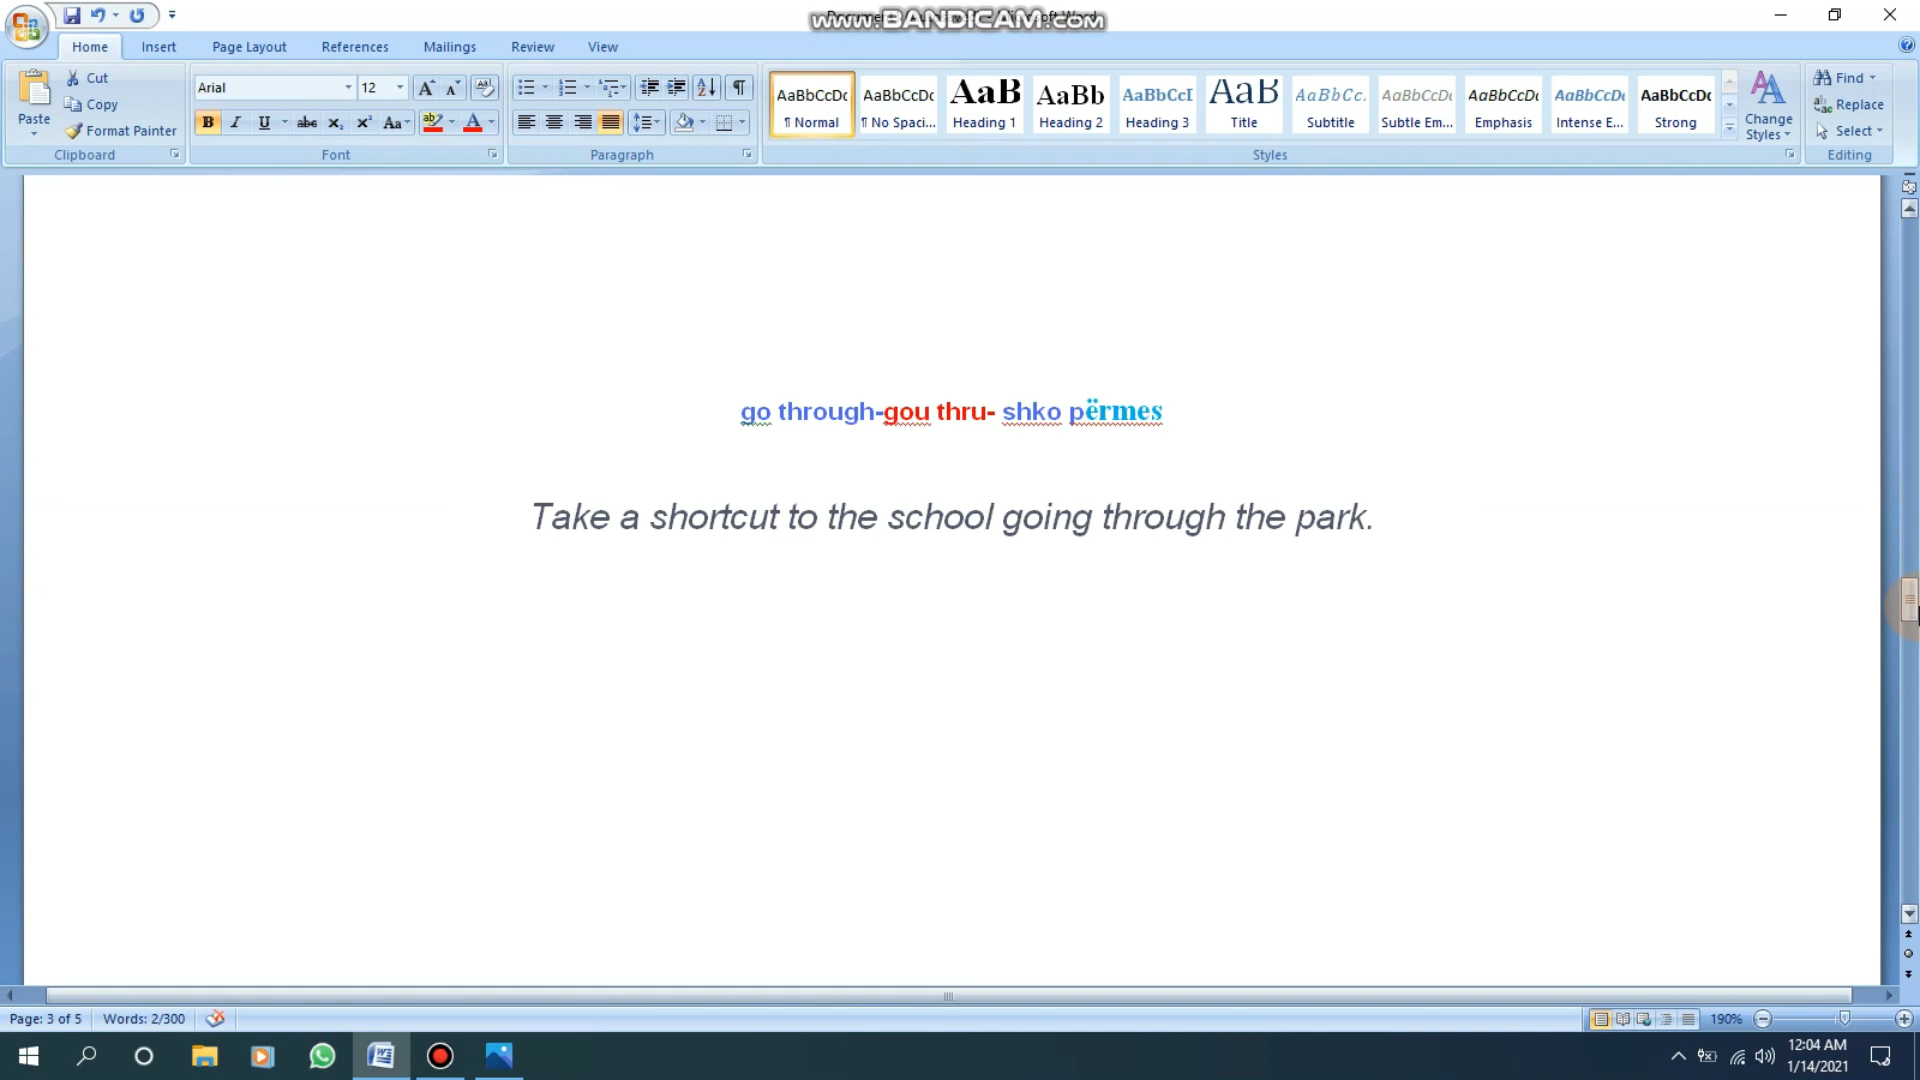 www.BANDICAM.com
Home Insert Page Layout References Mailings Review View
Paste
Cut
Copy
Format Painter
Clipboard
Arial 12
Font
Paragraph
AaBbCcDc AaBbCcDc AaB AaBb AaBbCcI AaB AaBbCc. AaBbCcDc AaBbCcDc AaBbCcDc AaBbCcDc
¶ Normal ¶ No Spaci... Heading 1 Heading 2 Heading 3 Title Subtitle Subtle Em... Emphasis Intense E... Strong
Change Styles
Styles
Find
Replace
Select
Editing
go through-gou thru- shko përmes
Take a shortcut to the school going through the park.
Page: 3 of 5 Words: 2/300 190%
12:04 AM
1/14/2021